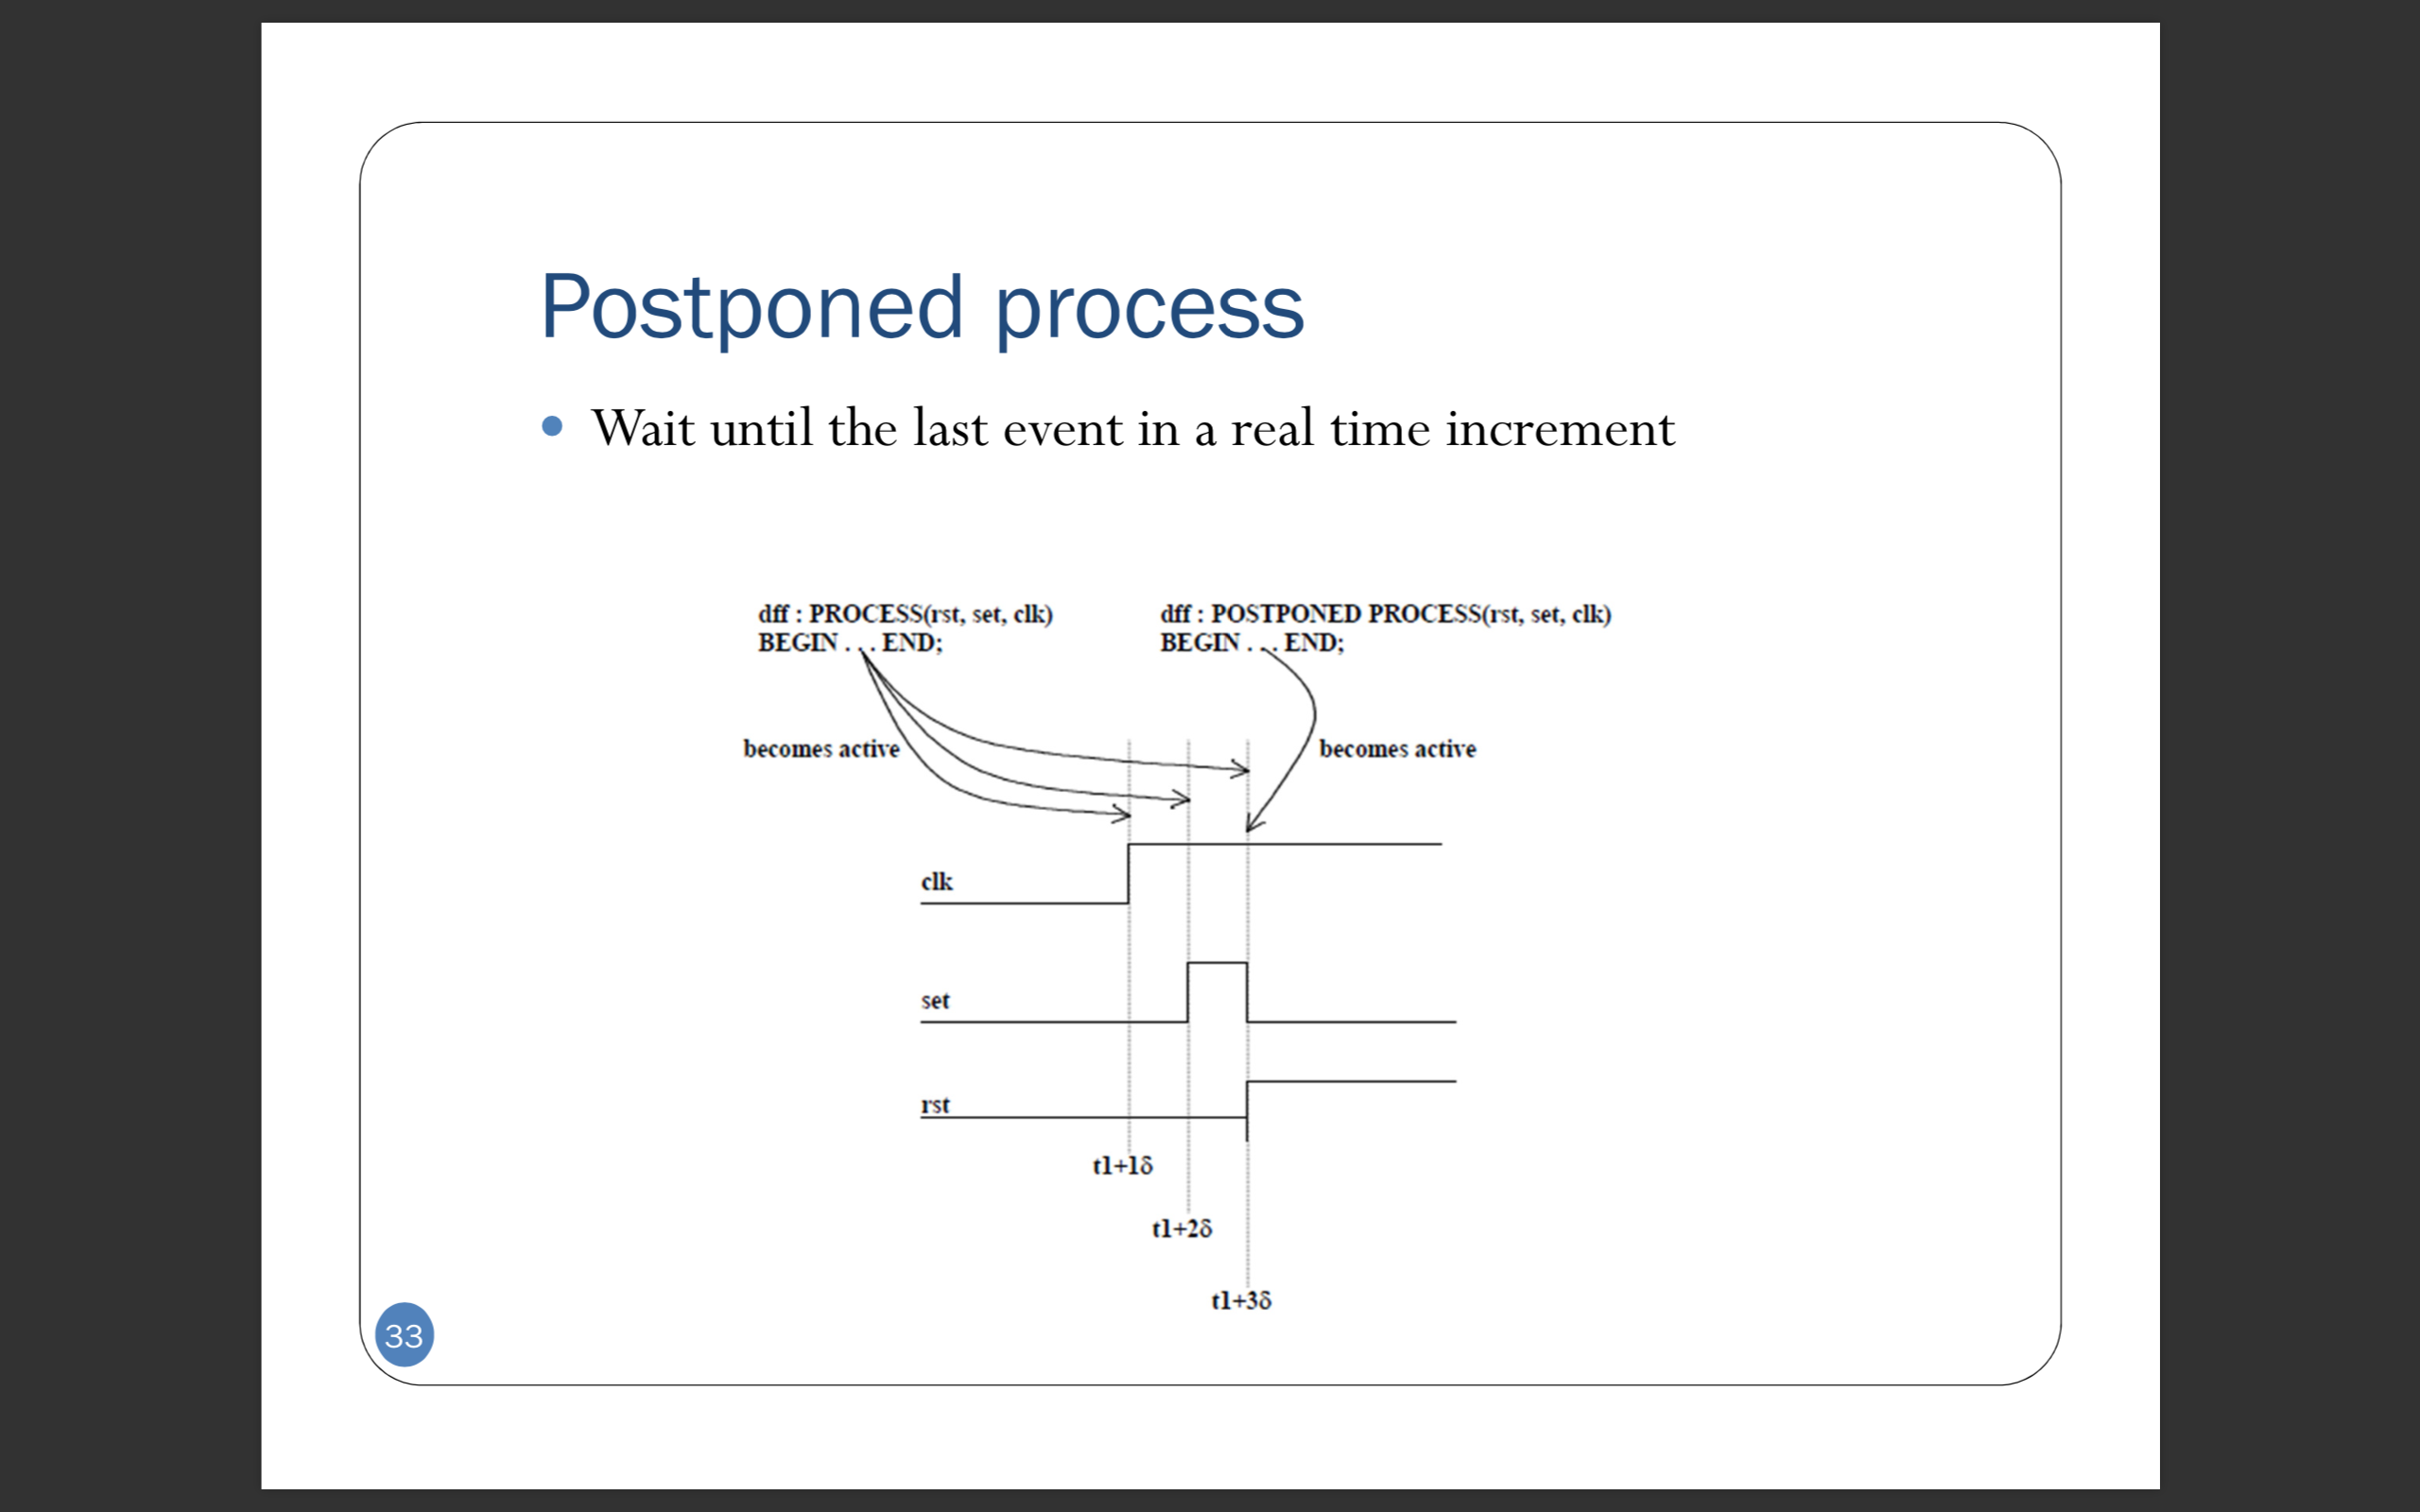 Postponed process
• Wait until the last event in a real time increment
dff : PROCESS(rst, set, clk)
BEGIN . . . END;
dff : POSTPONED PROCESS(rst, set, clk)
BEGIN . . . END;
becomes active
becomes active
clk
set
rst
t1+1δ
t1+2δ
t1+3δ
33